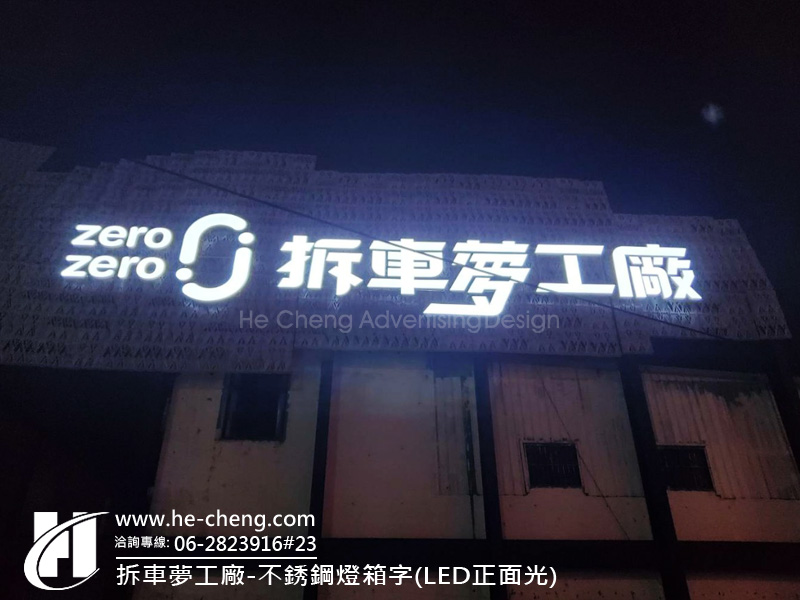 zero
zero
拆車夢工廠
He Cheng AdvertisingDesign
www.he-cheng.com
洽詢專線: 06-2823916#23
拆車夢工廠-不銹鋼燈箱字(LED正面光)